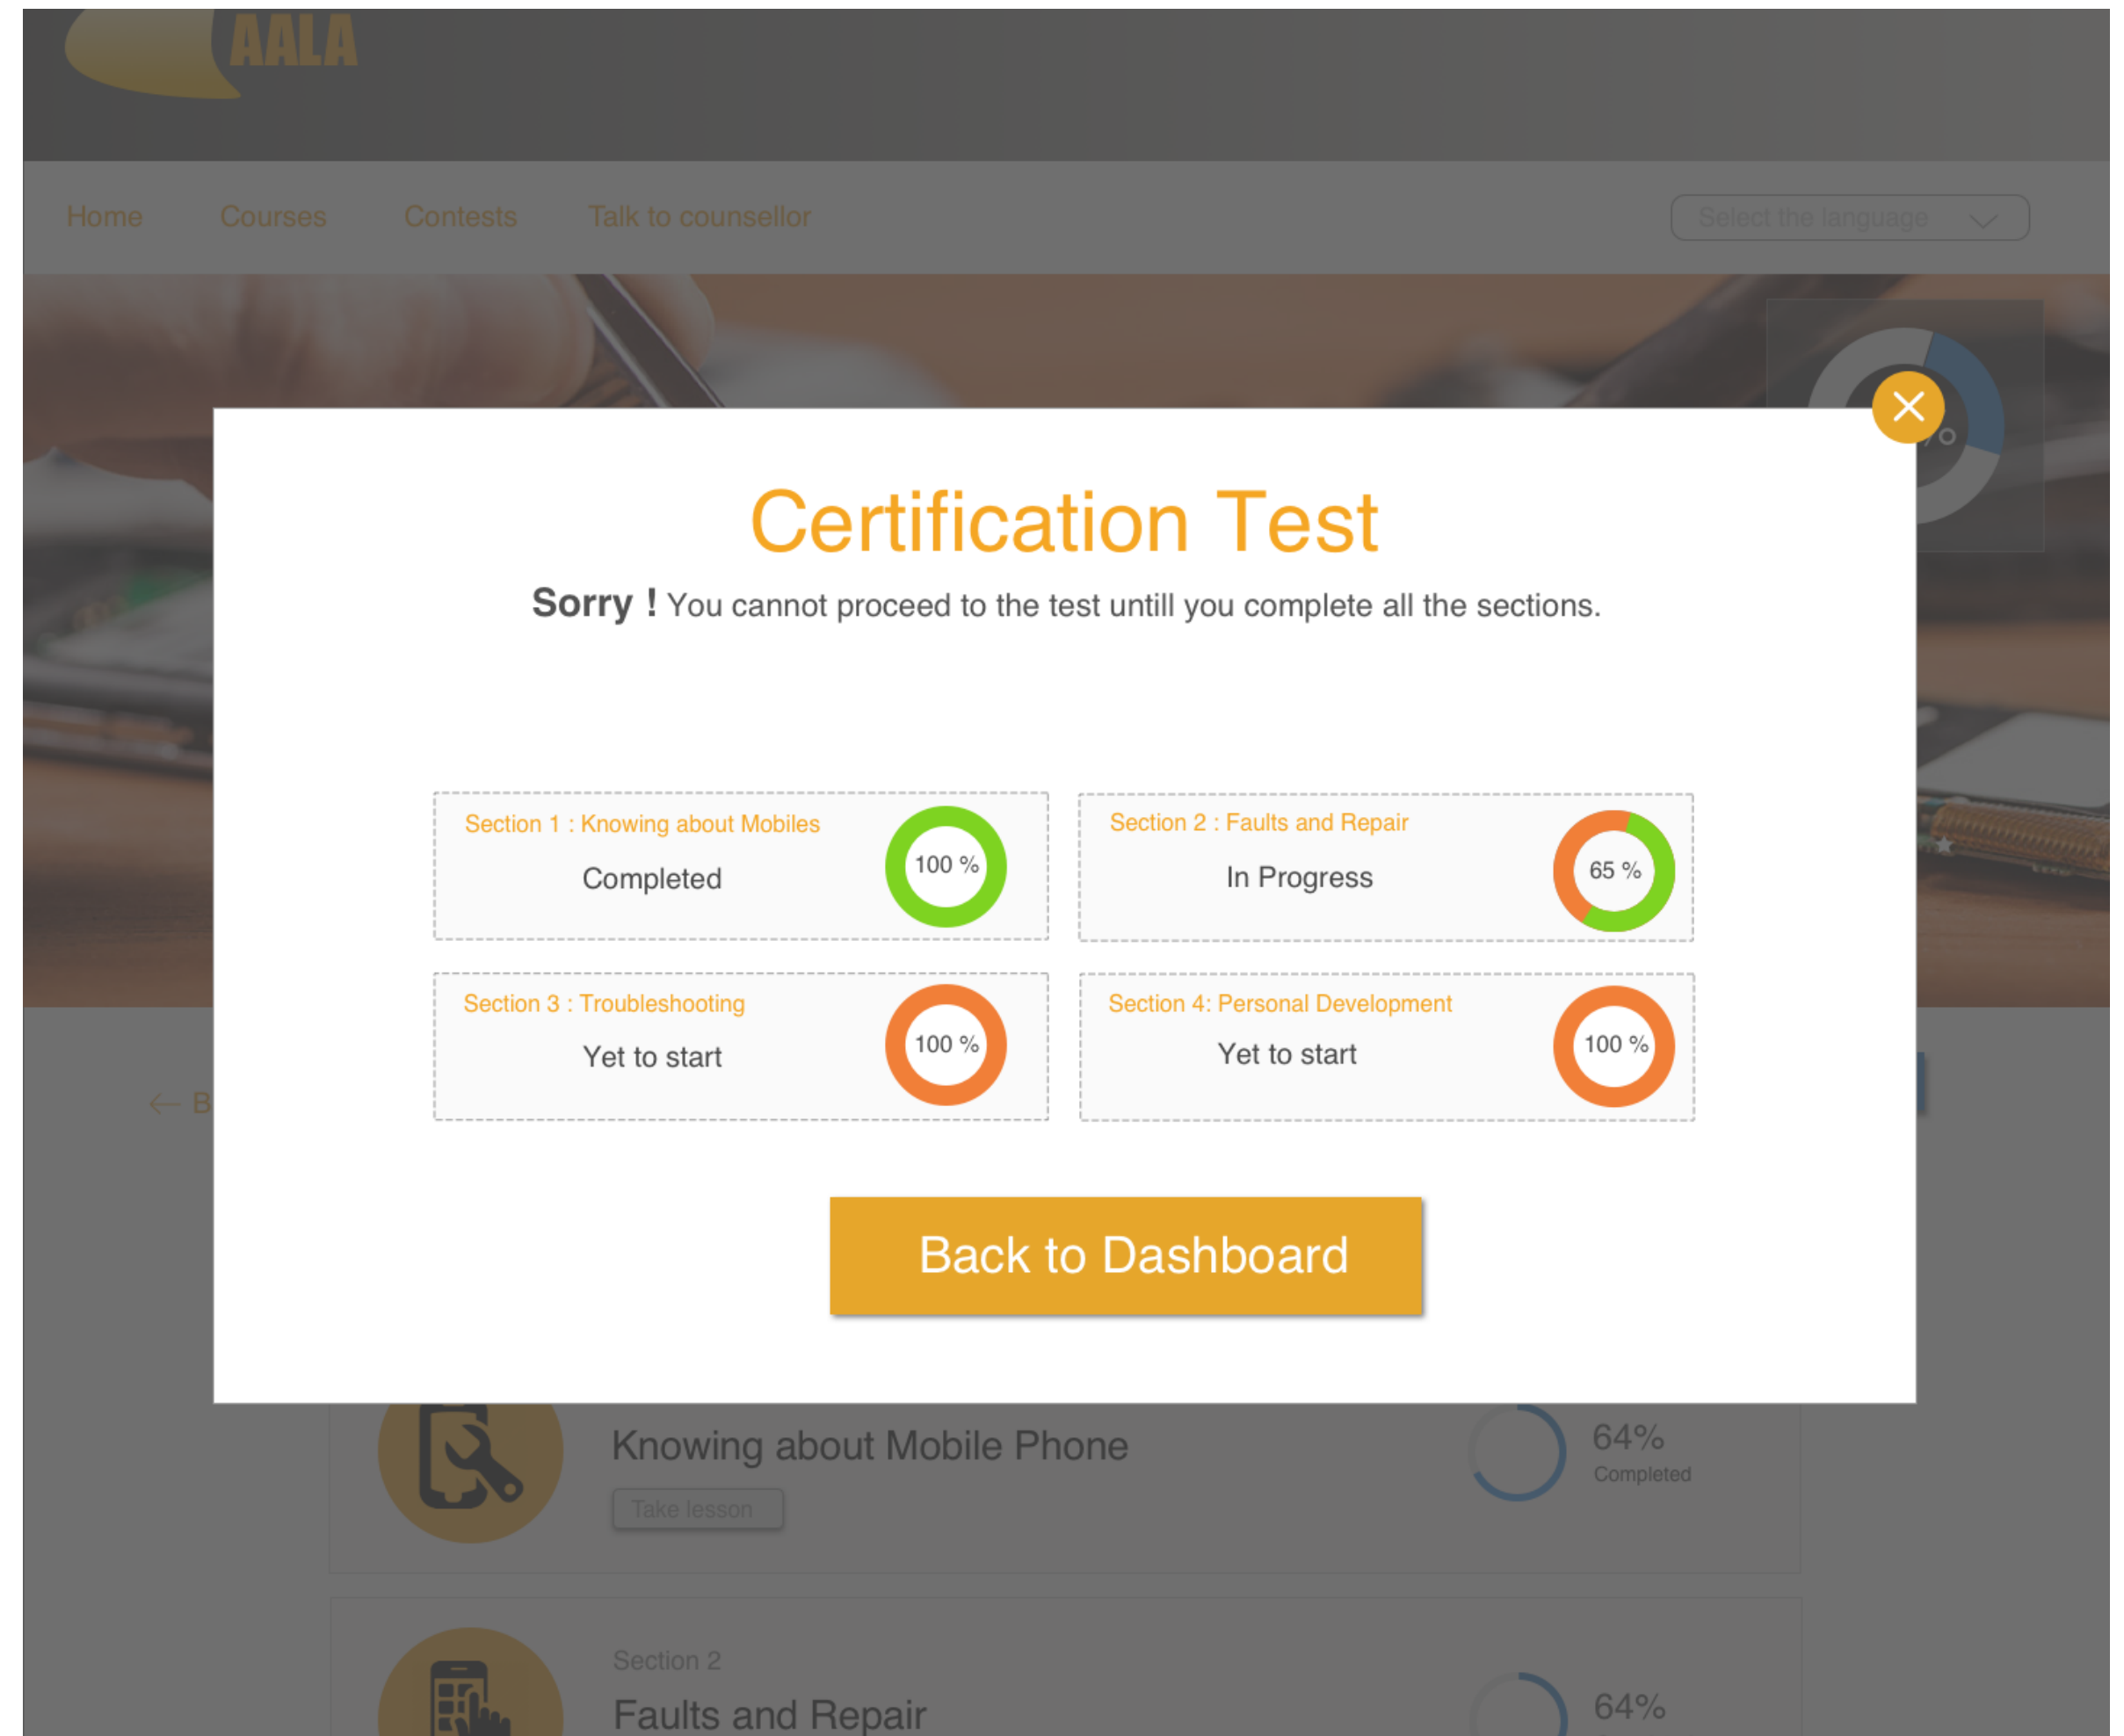 AALA
Home Courses Contests Talk to counsellor Select the language
Certification Test
Sorry ! You cannot proceed to the test untill you complete all the sections.
Section 1 : Knowing about Mobiles
Completed
100 %
Section 2 : Faults and Repair
In Progress
65 %
Section 3 : Troubleshooting
Yet to start
100 %
Section 4: Personal Development
Yet to start
100 %
Back to Dashboard
Knowing about Mobile Phone
Take lesson
64%
Completed
Section 2
Faults and Repair
64%